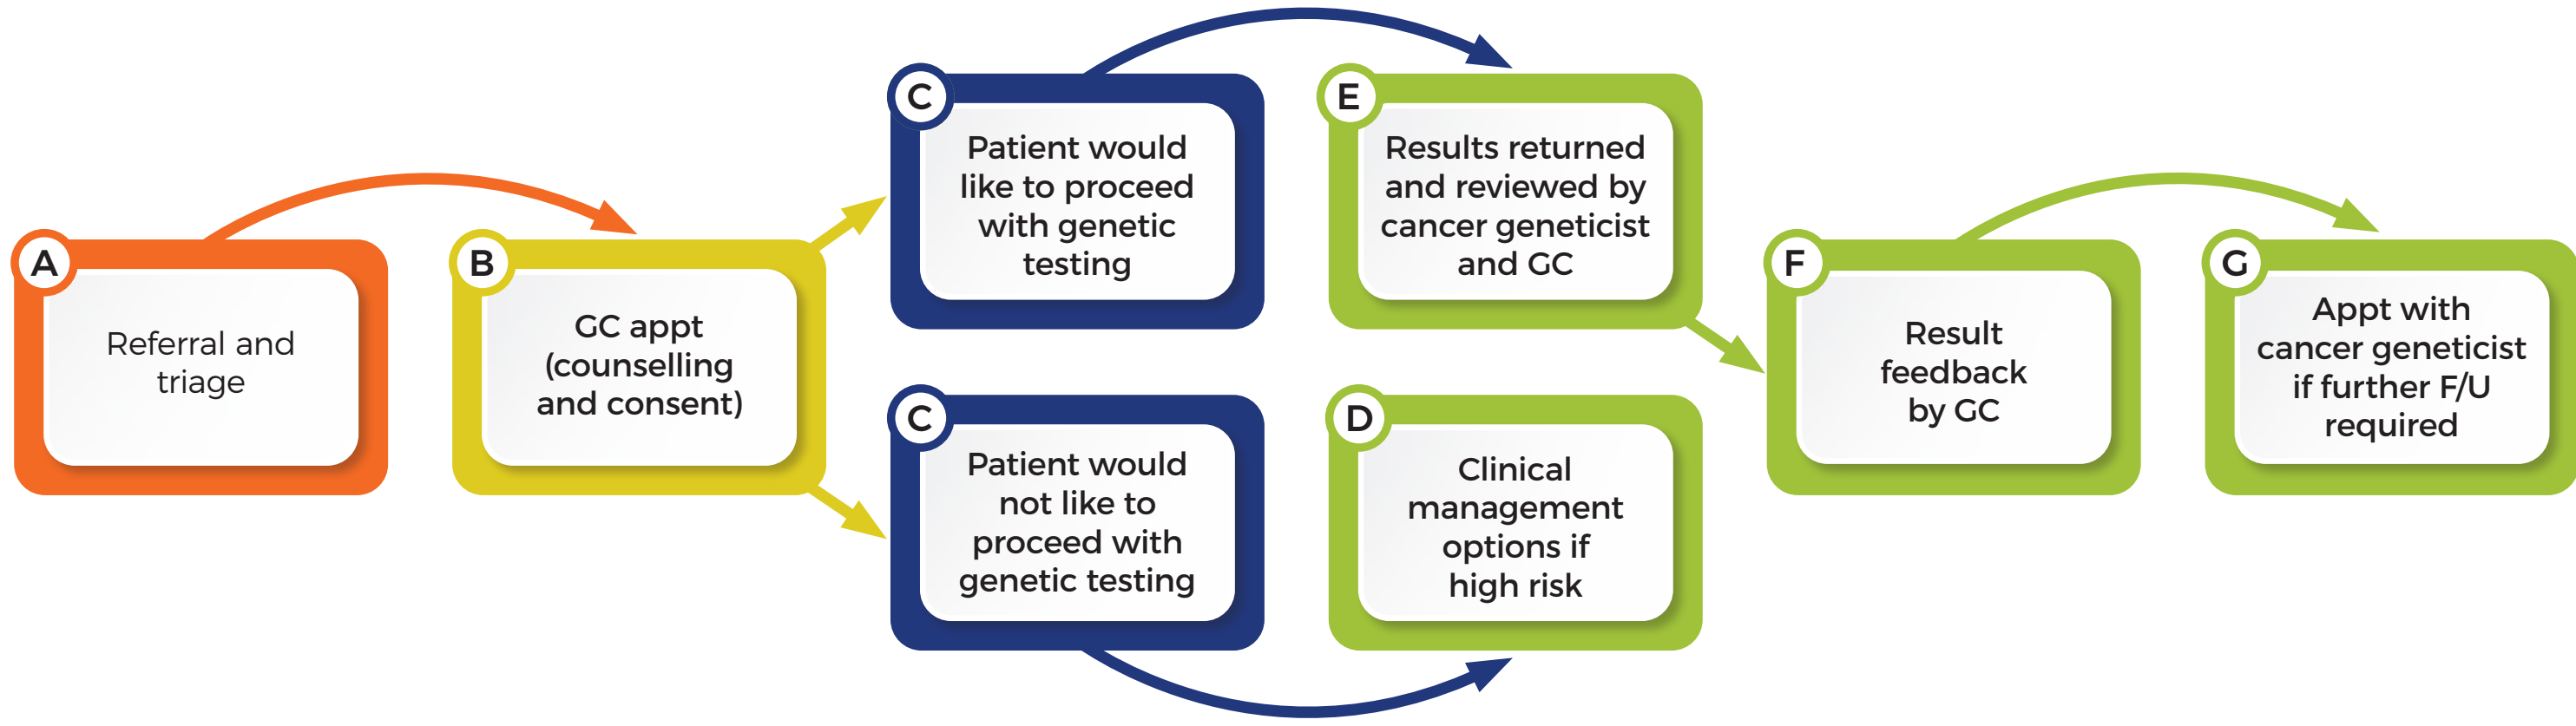 A
Referral and
triage
B
GC appt
(counselling
and consent)
C
Patient would
like to proceed
with genetic
testing
C
Patient would
not like to
proceed with
genetic testing
E
Results returned
and reviewed by
cancer geneticist
and GC
D
Clinical
management
options if
high risk
F
Result
feedback
by GC
G
Appt with
cancer geneticist
if further F/U
required